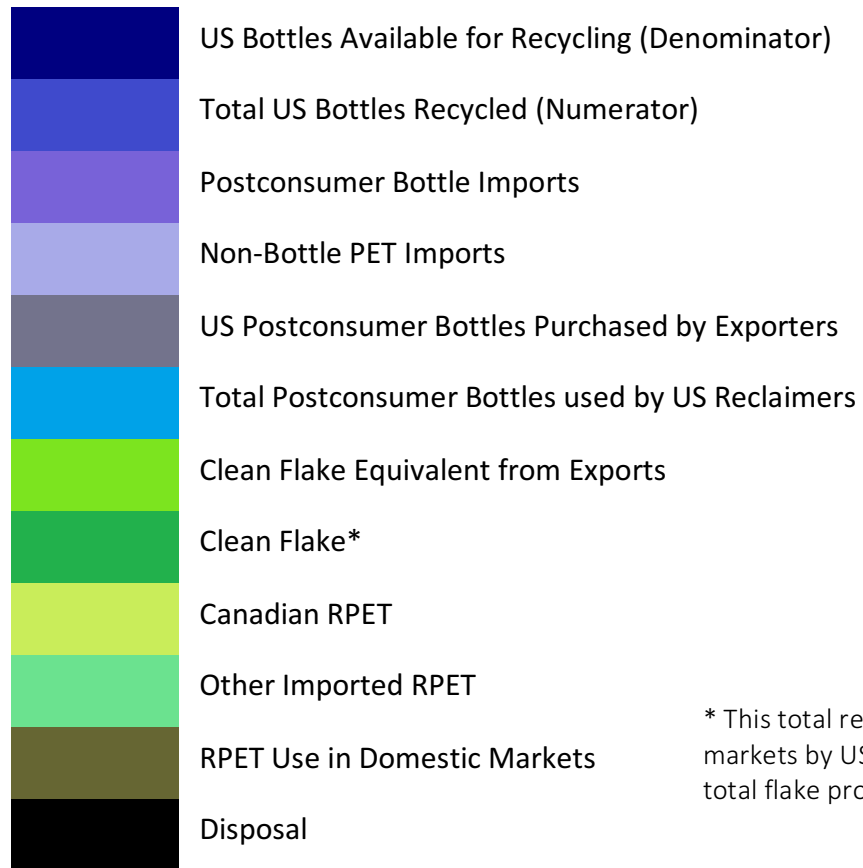 US Bottles Available for Recycling (Denominator)
Total US Bottles Recycled (Numerator)
Postconsumer Bottle Imports
Non-Bottle PET Imports
US Postconsumer Bottles Purchased by Exporters
Total Postconsumer Bottles used by US Reclaimers
Clean Flake Equivalent from Exports
Clean Flake*
Canadian RPET
Other Imported RPET
RPET Use in Domestic Markets
Disposal
* This total re
markets by US
total flake pro